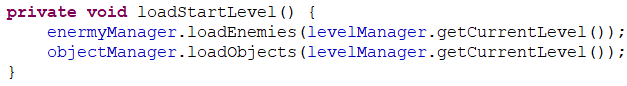 private void loadStartLevel() {
    enermyManager.loadEnemies(levelManager.getCurrentLevel());
    objectManager.loadObjects(levelManager.getCurrentLevel());
}